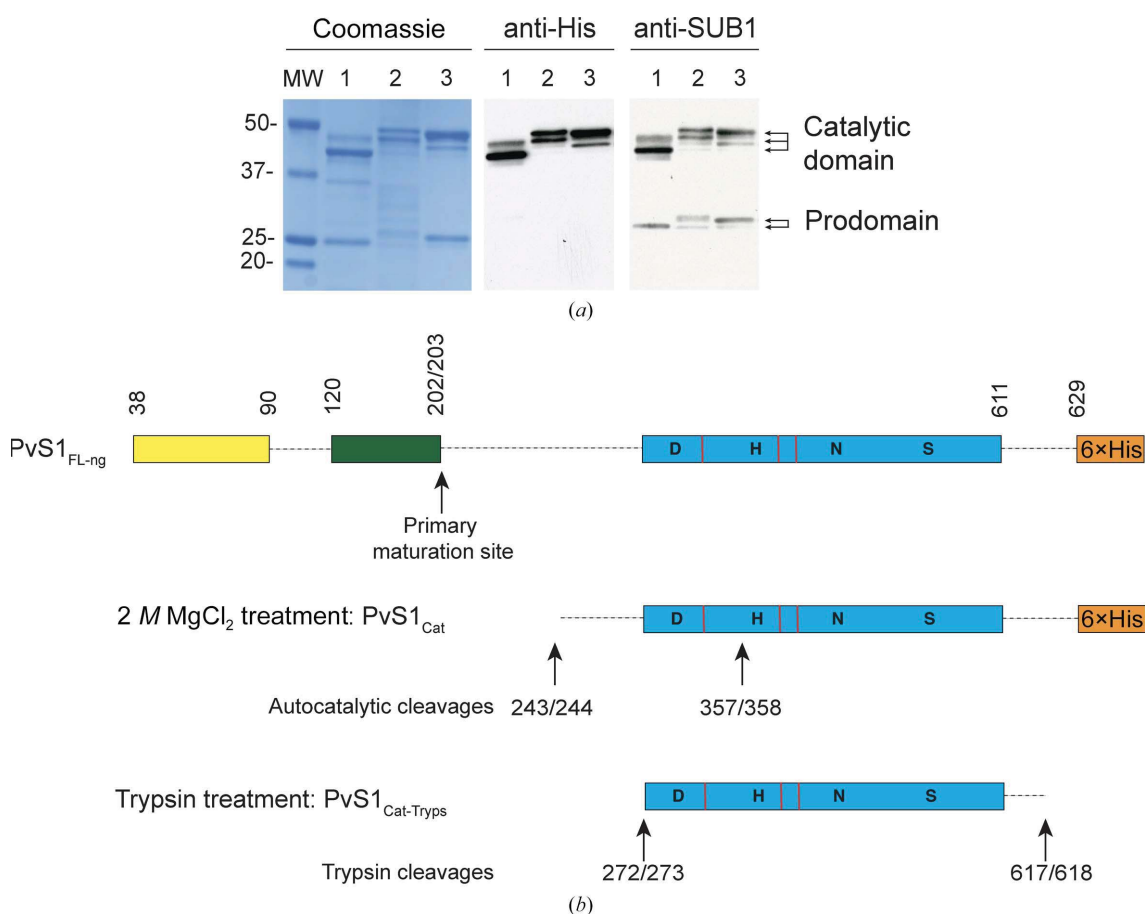 Coomassie anti-His anti-SUB1
MW 1 2 3 1 2 3 1 2 3
50-
37-
25-
20-
Catalytic
domain
Prodomain
(a)
38 90 120 202/203 611 629
PvS1FL-ng D H N S 6×His
Primary
maturation site
2 M MgCl2 treatment: PvS1Cat D H N S 6×His
Autocatalytic cleavages 243/244 357/358
Trypsin treatment: PvS1Cat-Tryps D H N S
Trypsin cleavages 272/273 617/618
(b)